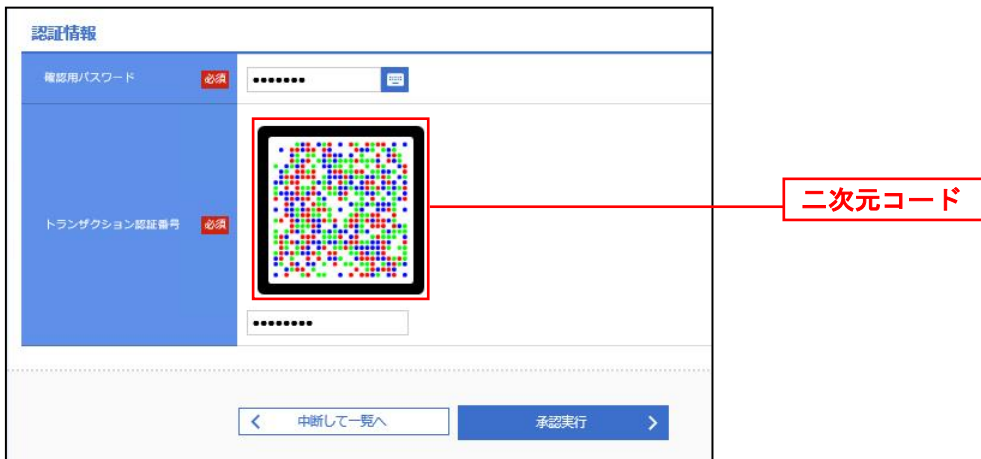 認証情報
確認用パスワード 必須 •••••••
トランザクション認証番号 必須
二次元コード
••••••••
中断して一覧へ
承認実行